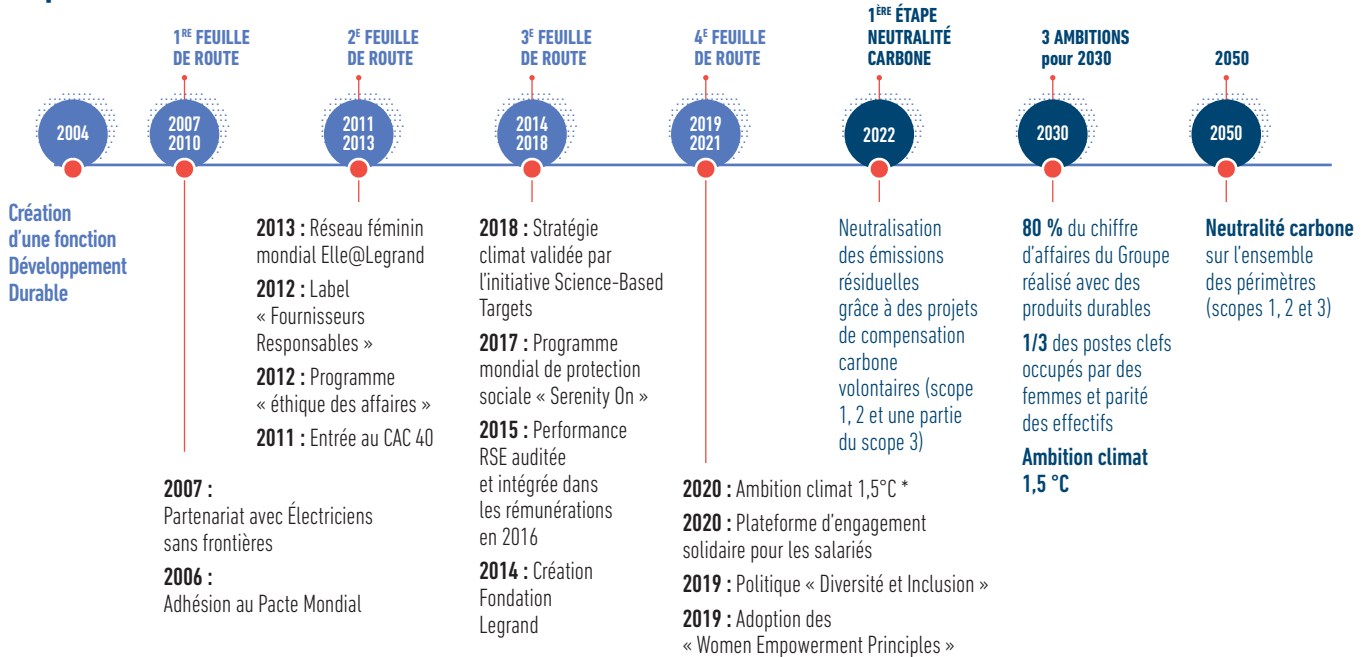 1RE FEUILLE
DE ROUTE
2E FEUILLE
DE ROUTE
3E FEUILLE
DE ROUTE
4E FEUILLE
DE ROUTE
1ÈRE ÉTAPE
NEUTRALITÉ
CARBONE
3 AMBITIONS
pour 2030
2050
2004
2007
2010
2011
2013
2014
2018
2019
2021
2022
2030
2050
Création
d'une fonction
Développement
Durable
2007 :
Partenariat avec Électriciens
sans frontières
2006 :
Adhésion au Pacte Mondial
2013 : Réseau féminin
mondial Elle@Legrand
2012 : Label
« Fournisseurs
Responsables »
2012 : Programme
« éthique des affaires »
2011 : Entrée au CAC 40
2018 : Stratégie
climat validée par
l'initiative Science-Based
Targets
2017 : Programme
mondial de protection
sociale « Serenity On »
2015 : Performance
RSE auditée
et intégrée dans
les rémunérations
en 2016
2014 : Création
Fondation
Legrand
2020 : Ambition climat 1,5°C *
2020 : Plateforme d'engagement
solidaire pour les salariés
2019 : Politique « Diversité et Inclusion »
2019 : Adoption des
« Women Empowerment Principles »
Neutralisation
des émissions
résiduelles
grâce à des projets
de compensation
carbone
volontaires (scope
1, 2 et une partie
du scope 3)
80 % du chiffre
d'affaires du Groupe
réalisé avec des
produits durables
1/3 des postes clefs
occupés par des
femmes et parité
des effectifs
Ambition climat
1,5 °C
Neutralité carbone
sur l'ensemble
des périmètres
(scopes 1, 2 et 3)